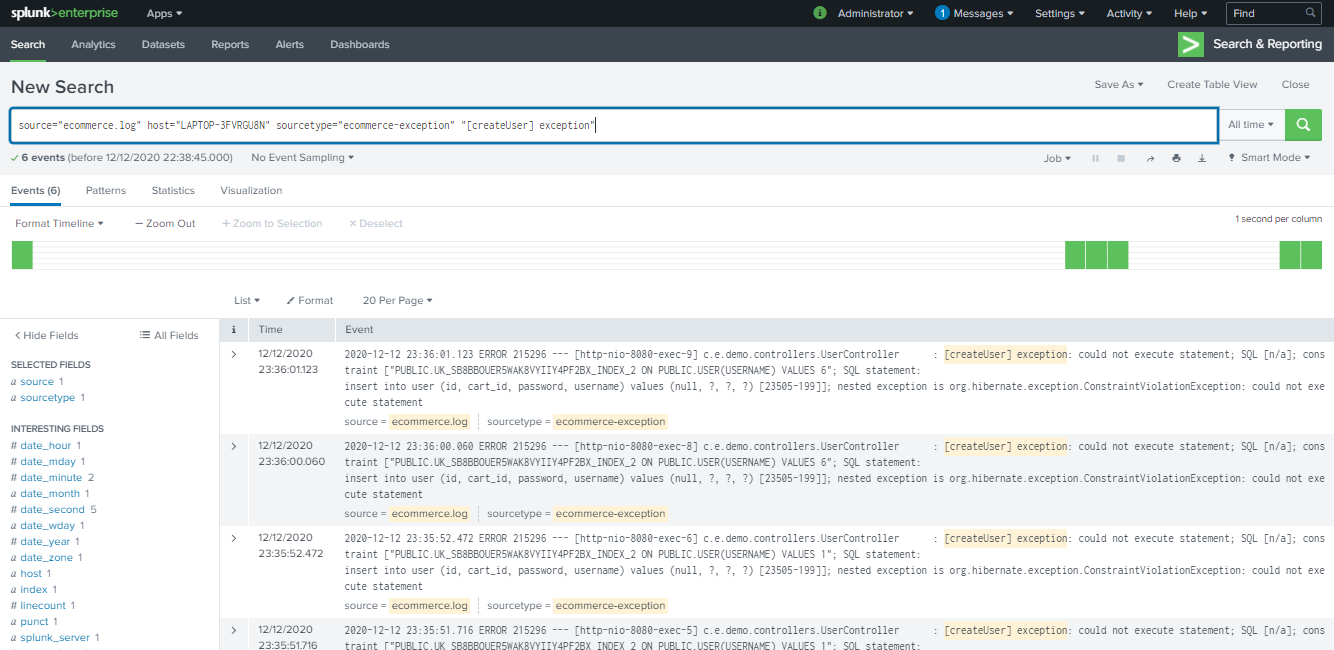 splunk>enterprise Apps ▾ i Administrator ▾ 1 Messages ▾ Settings ▾ Activity ▾ Help ▾ Find
Search Analytics Datasets Reports Alerts Dashboards > Search & Reporting
New Search Save As ▾ Create Table View Close
source="ecommerce.log" host="LAPTOP-3FVRGU8N" sourcetype="ecommerce-exception" "[createUser] exception" All time ▾
✓ 6 events (before 12/12/2020 22:38:45.000) No Event Sampling ▾ Job ▾ Smart Mode ▾
Events (6) Patterns Statistics Visualization
Format Timeline ▾ — Zoom Out + Zoom to Selection × Deselect 1 second per column
List ▾ Format 20 Per Page ▾
< Hide Fields All Fields
SELECTED FIELDS
a source 1
a sourcetype 1
INTERESTING FIELDS
# date_hour 1
# date_mday 1
# date_minute 2
a date_month 1
# date_second 5
a date_wday 1
# date_year 1
a date_zone 1
a host 1
a index 1
# linecount 1
a punct 1
a splunk_server 1
i Time Event
> 12/12/2020 2020-12-12 23:36:01.123 ERROR 215296 --- [http-nio-8080-exec-9] c.e.demo.controllers.UserController : [createUser] exception: could not execute statement; SQL [n/a]; cons
23:36:01.123 traint ["PUBLIC.UK_SB8BBOUER5WAK8VYIIY4PF2BX_INDEX_2 ON PUBLIC.USER(USERNAME) VALUES 6"; SQL statement:
insert into user (id, cart_id, password, username) values (null, ?, ?, ?) [23505-199]]; nested exception is org.hibernate.exception.ConstraintViolationException: could not exe
cute statement
source = ecommerce.log sourcetype = ecommerce-exception
> 12/12/2020 2020-12-12 23:36:00.060 ERROR 215296 --- [http-nio-8080-exec-8] c.e.demo.controllers.UserController : [createUser] exception: could not execute statement; SQL [n/a]; cons
23:36:00.060 traint ["PUBLIC.UK_SB8BBOUER5WAK8VYIIY4PF2BX_INDEX_2 ON PUBLIC.USER(USERNAME) VALUES 6"; SQL statement:
insert into user (id, cart_id, password, username) values (null, ?, ?, ?) [23505-199]]; nested exception is org.hibernate.exception.ConstraintViolationException: could not exe
cute statement
source = ecommerce.log sourcetype = ecommerce-exception
> 12/12/2020 2020-12-12 23:35:52.472 ERROR 215296 --- [http-nio-8080-exec-6] c.e.demo.controllers.UserController : [createUser] exception: could not execute statement; SQL [n/a]; cons
23:35:52.472 traint ["PUBLIC.UK_SB8BBOUER5WAK8VYIIY4PF2BX_INDEX_2 ON PUBLIC.USER(USERNAME) VALUES 1"; SQL statement:
insert into user (id, cart_id, password, username) values (null, ?, ?, ?) [23505-199]]; nested exception is org.hibernate.exception.ConstraintViolationException: could not exe
cute statement
source = ecommerce.log sourcetype = ecommerce-exception
> 12/12/2020 2020-12-12 23:35:51.716 ERROR 215296 --- [http-nio-8080-exec-5] c.e.demo.controllers.UserController : [createUser] exception: could not execute statement; SQL [n/a]; cons
23:35:51.716 traint ["PUBLIC.UK_SB8BBOUER5WAK8VYIIY4PF2BX_INDEX_2 ON PUBLIC.USER(USERNAME) VALUES 1"; SQL statement: